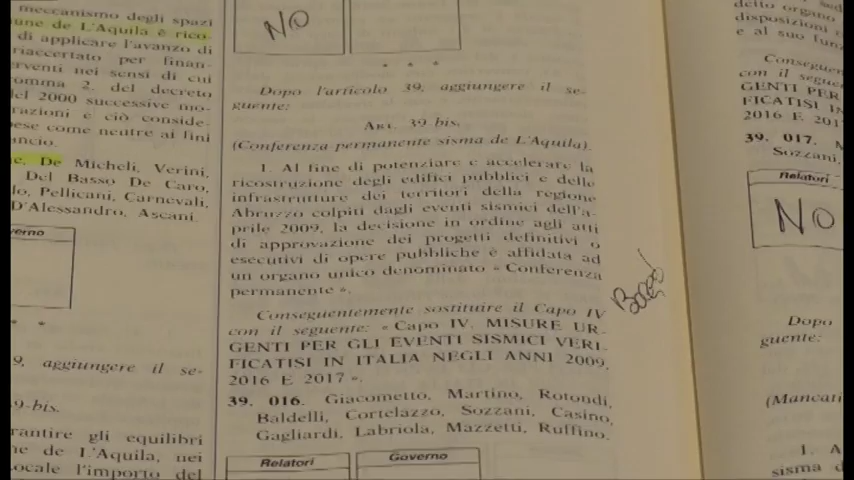 meccanismo degli spazi
une de L'Aquila è rico-
di applicare l'avanzo di
riaccertato per finan-
rventi nei sensi di cui
omma 2, del decreto
del 2000 successive mo-
razioni e ciò conside-
ese come neutre ai fini
ancio.
e, De Micheli, Verini,
Del Basso De Caro,
lo, Pellicani, Carnevali,
D'Alessandro, Ascani.
verno
9, aggiungere il se-
9-bis.
rantire gli equilibri
ne de L'Aquila, nei
locale l'importo del
NO
* * *
Dopo l'articolo 39, aggiungere il se-
guente:
ART. 39-bis.
(Conferenza permanente sisma de L'Aquila).
1. Al fine di potenziare e accelerare la
ricostruzione degli edifici pubblici e delle
infrastrutture dei territori della regione
Abruzzo colpiti dagli eventi sismici dell'a-
prile 2009, la decisione in ordine agli atti
di approvazione dei progetti definitivi o
esecutivi di opere pubbliche è affidata ad
un organo unico denominato « Conferenza
permanente ».
Conseguentemente sostituire il Capo IV
con il seguente: « Capo IV. MISURE UR-
GENTI PER GLI EVENTI SISMICI VERI-
FICATISI IN ITALIA NEGLI ANNI 2009,
2016 E 2017 ».
39. 016. Giacometto, Martino, Rotondi,
Baldelli, Cortelazzo, Sozzani, Casino,
Gagliardi, Labriola, Mazzetti, Ruffino.
Relatori
Governo
dello organo
disposizioni
e al suo fun
Conseguen
con il segue
GENTI PER
FICATISI IN
2016 E 201
39. 017.
Sozzani,
Relatori
NO
Dopo
guente:
(Mancati
1. A
sisma d